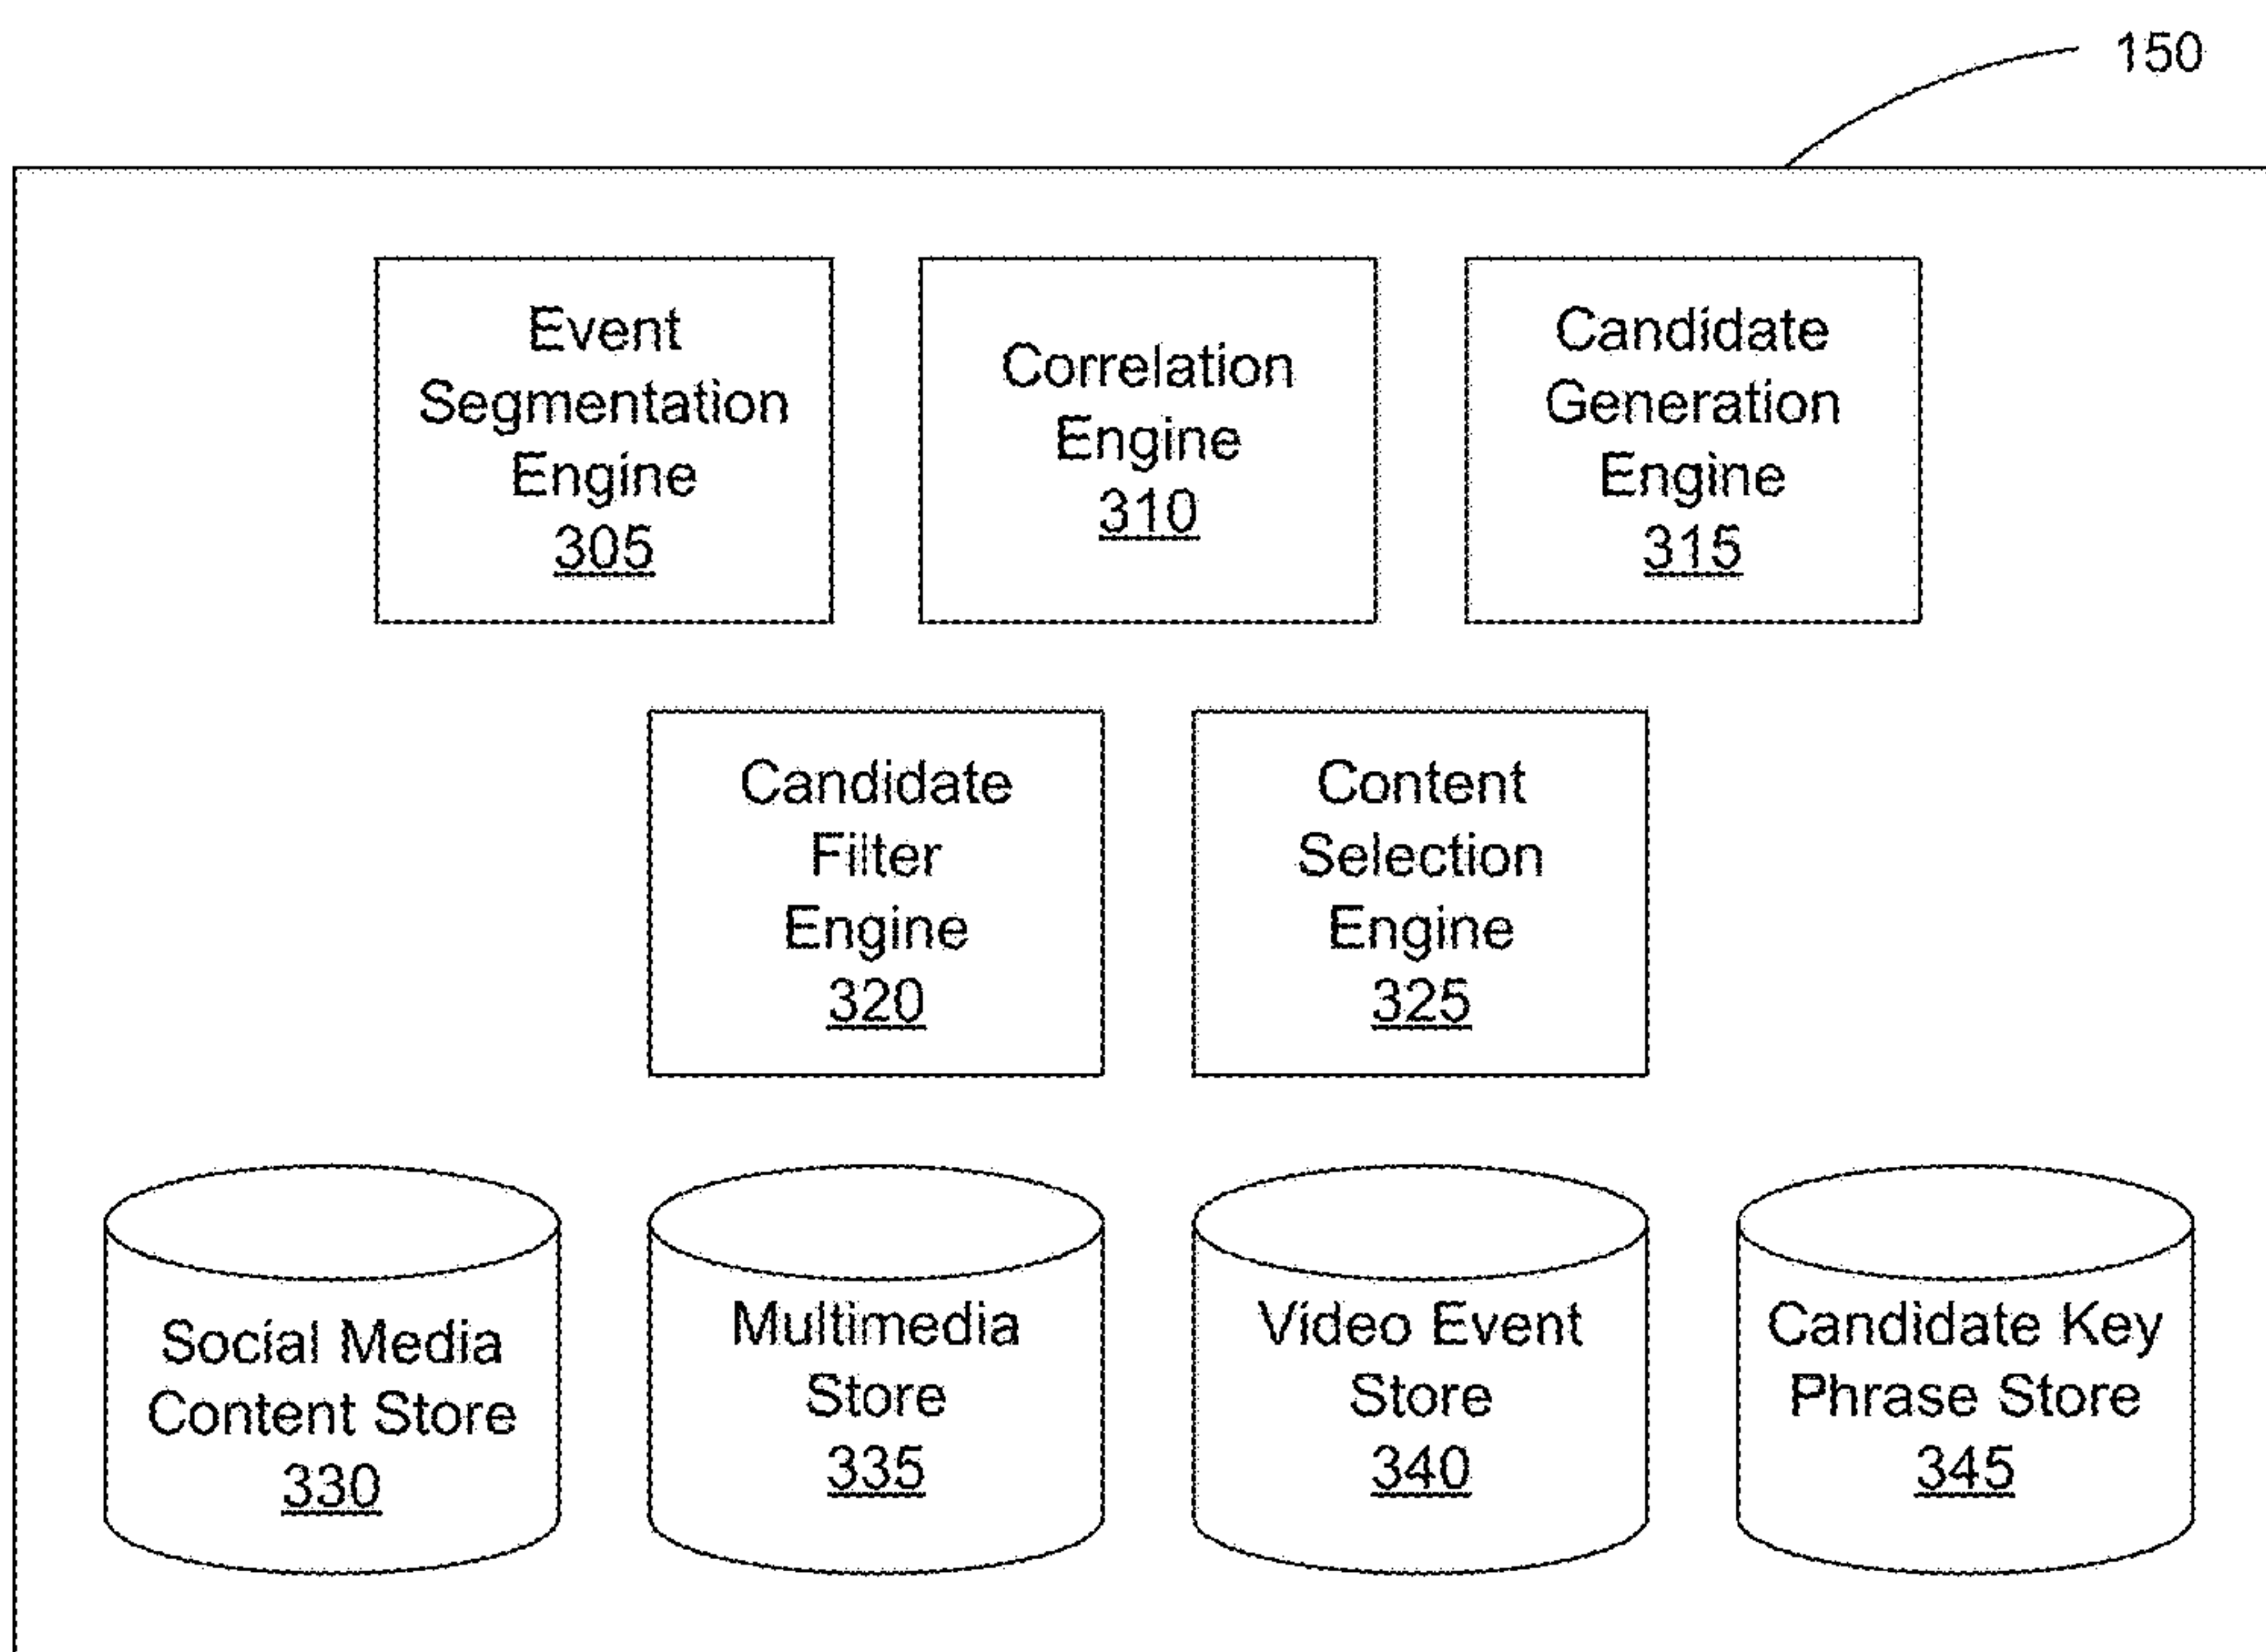 150
Event
Segmentation
Engine
305
Correlation
Engine
310
Candidate
Generation
Engine
315
Candidate
Filter
Engine
320
Content
Selection
Engine
325
Social Media
Content Store
330
Multimedia
Store
335
Video Event
Store
340
Candidate Key
Phrase Store
345